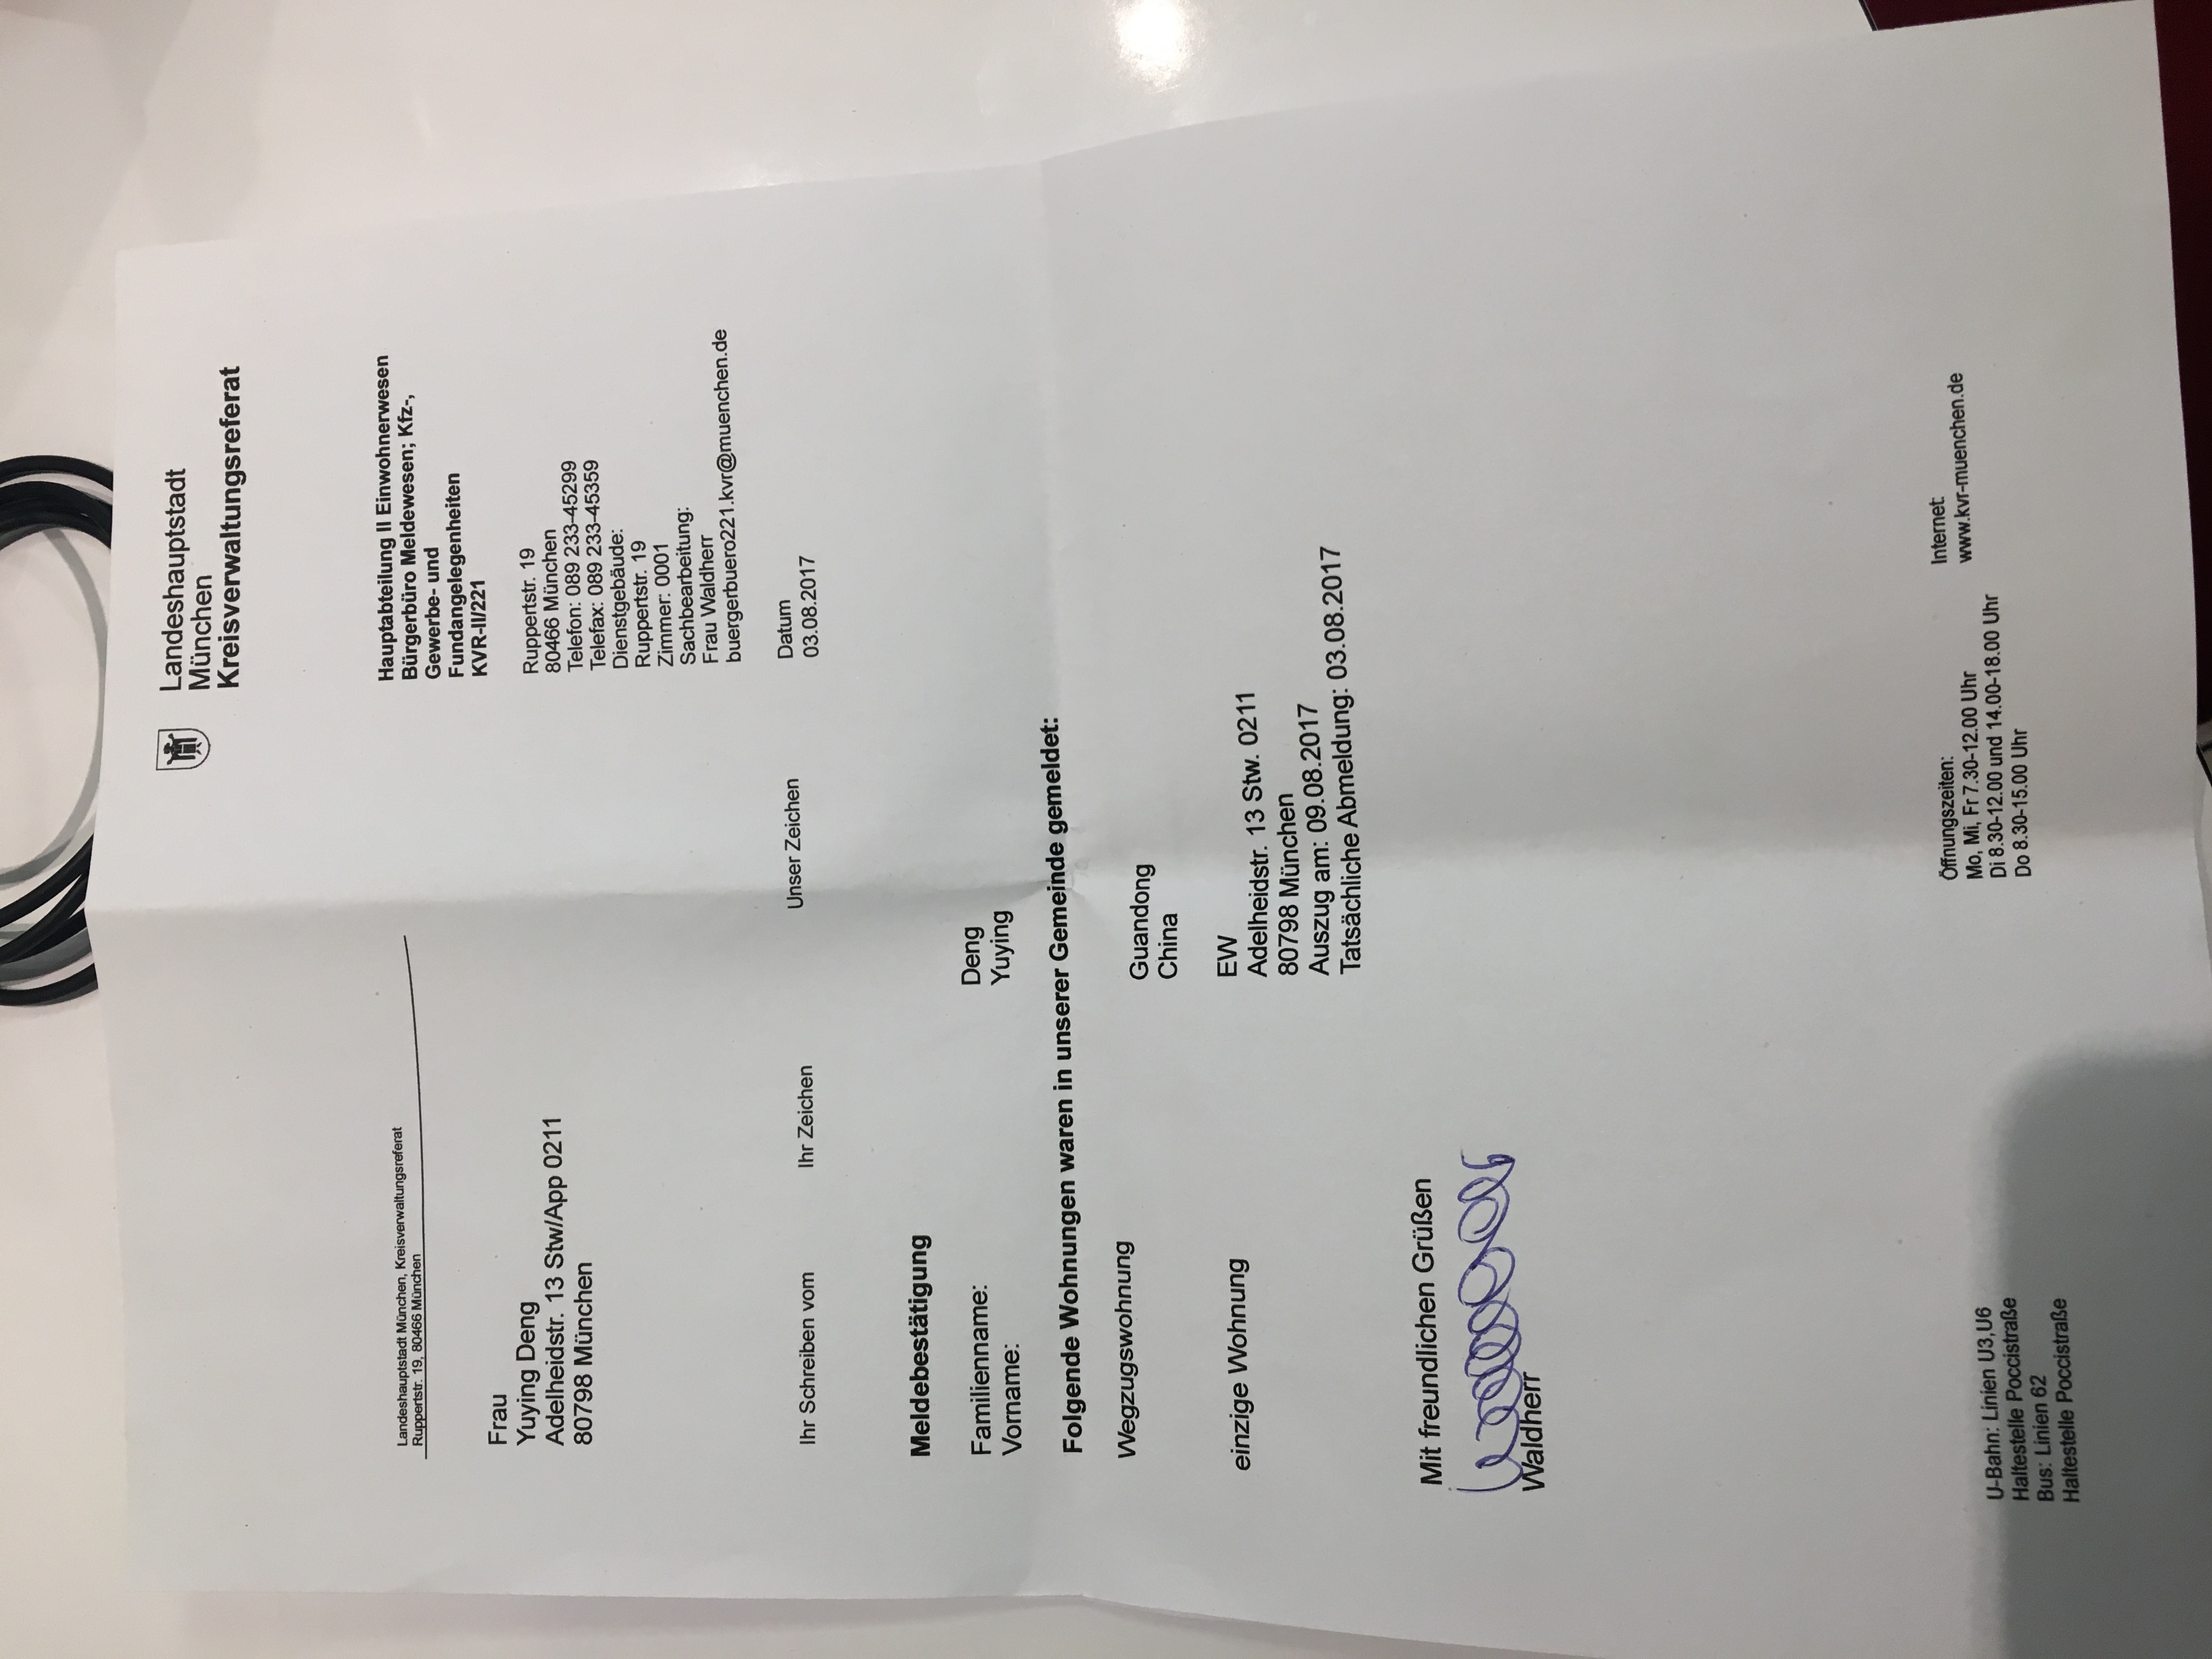 Landeshauptstadt
München
Kreisverwaltungsreferat
Landeshauptstadt München, Kreisverwaltungsreferat
Ruppertstr. 19, 80466 München
Frau
Yuying Deng
Adelheidstr. 13 Stw/App 0211
80798 München
Hauptabteilung II Einwohnerwesen
Bürgerbüro Meldewesen; Kfz-,
Gewerbe- und
Fundangelegenheiten
KVR-II/221
Ruppertstr. 19
80466 München
Telefon: 089 233-45299
Telefax: 089 233-45359
Dienstgebäude:
Ruppertstr. 19
Zimmer: 0001
Sachbearbeitung:
Frau Waldherr
buergerbuero221.kvr@muenchen.de
Ihr Schreiben vom
Ihr Zeichen
Unser Zeichen
Datum
03.08.2017
Meldebestätigung
Familienname: Deng
Vorname: Yuying
Folgende Wohnungen waren in unserer Gemeinde gemeldet:
Wegzugswohnung
Guandong
China
einzige Wohnung
EW
Adelheidstr. 13 Stw. 0211
80798 München
Auszug am: 09.08.2017
Tatsächliche Abmeldung: 03.08.2017
Mit freundlichen Grüßen
Waldherr
U-Bahn: Linien U3,U6
Haltestelle Poccistraße
Bus: Linien 62
Haltestelle Poccistraße
Öffnungszeiten:
Mo, Mi, Fr 7.30-12.00 Uhr
Di 8.30-12.00 und 14.00-18.00 Uhr
Do 8.30-15.00 Uhr
Internet:
www.kvr-muenchen.de